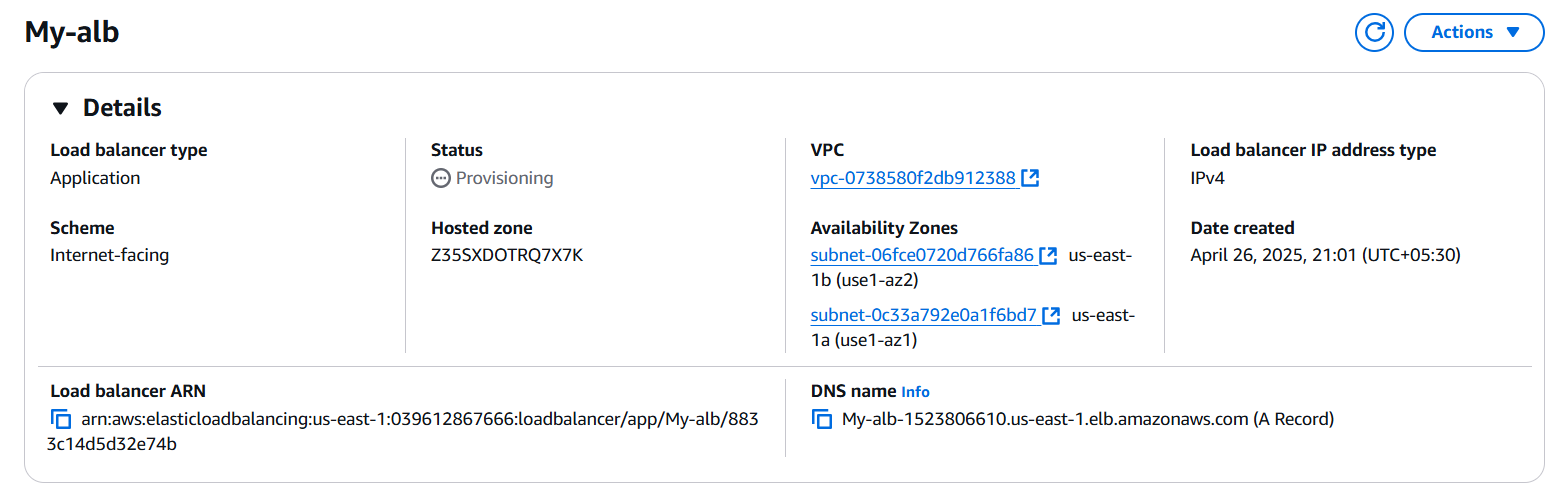 My-alb
Actions
Details
Load balancer type
Application
Status
Provisioning
VPC
vpc-0738580f2db912388
Load balancer IP address type
IPv4
Scheme
Internet-facing
Hosted zone
Z35SXDOTRQ7X7K
Availability Zones
subnet-06fce0720d766fa86 us-east-
1b (use1-az2)
subnet-0c33a792e0a1f6bd7 us-east-
1a (use1-az1)
Date created
April 26, 2025, 21:01 (UTC+05:30)
Load balancer ARN
arn:aws:elasticloadbalancing:us-east-1:039612867666:loadbalancer/app/My-alb/883
3c14d5d32e74b
DNS name Info
My-alb-1523806610.us-east-1.elb.amazonaws.com (A Record)